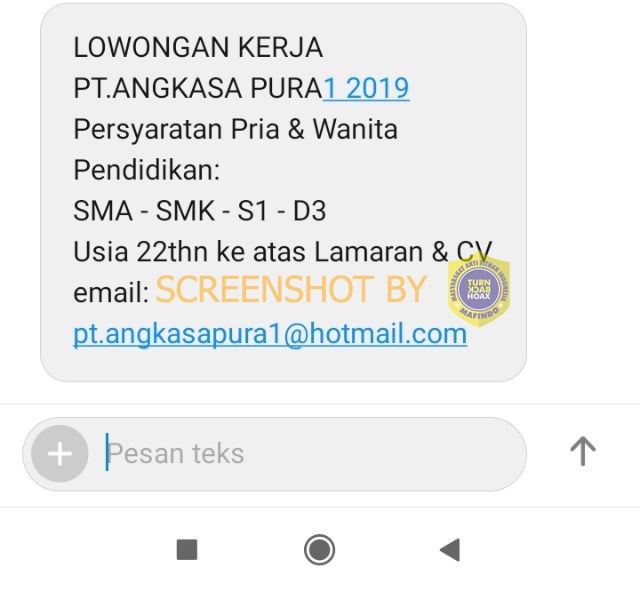 LOWONGAN KERJA
PT.ANGKASA PURA1 2019
Persyaratan Pria & Wanita
Pendidikan:
SMA - SMK - S1 - D3
Usia 22thn ke atas Lamaran & CV
email: SCREENSHOT BY
MASYARAKAT ANTI FITNAH INDONESIA
TURN
BACK
HOAX
MAFINDO
pt.angkasapura1@hotmail.com
Pesan teks